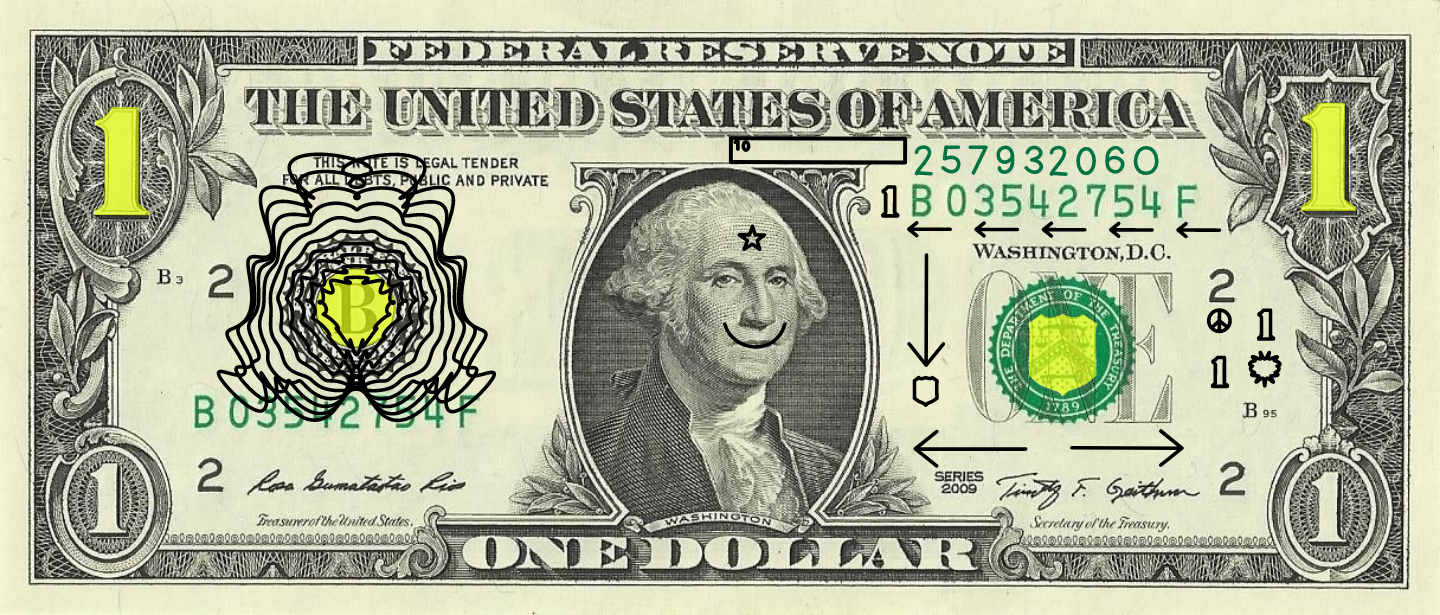 FEDERAL RESERVE NOTE
1
1
THE UNITED STATES OF AMERICA
THIS NOTE IS LEGAL TENDER
FOR ALL DEBTS, PUBLIC AND PRIVATE
10
257932060
1 B 03542754 F
WASHINGTON, D.C.
B 3
2
B
ONE
THE DEPARTMENT OF THE TREASURY
1789
2
1
1
B 95
B 03542754 F
2
Rosa Gumataotao Rios
Treasurer of the United States.
SERIES
2009
Timothy F. Geithner
Secretary of the Treasury.
2
1
1
WASHINGTON
ONE DOLLAR